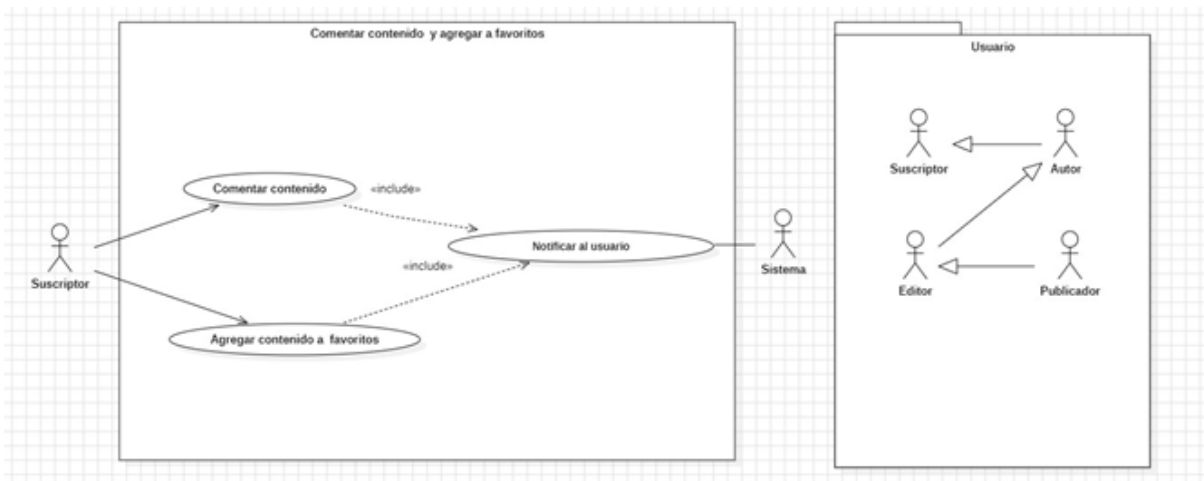 Comentar contenido y agregar a favoritos
Comentar contenido
«include»
Notificar al usuario
«include»
Agregar contenido a favoritos
Suscriptor
Sistema
Usuario
Suscriptor
Autor
Editor
Publicador